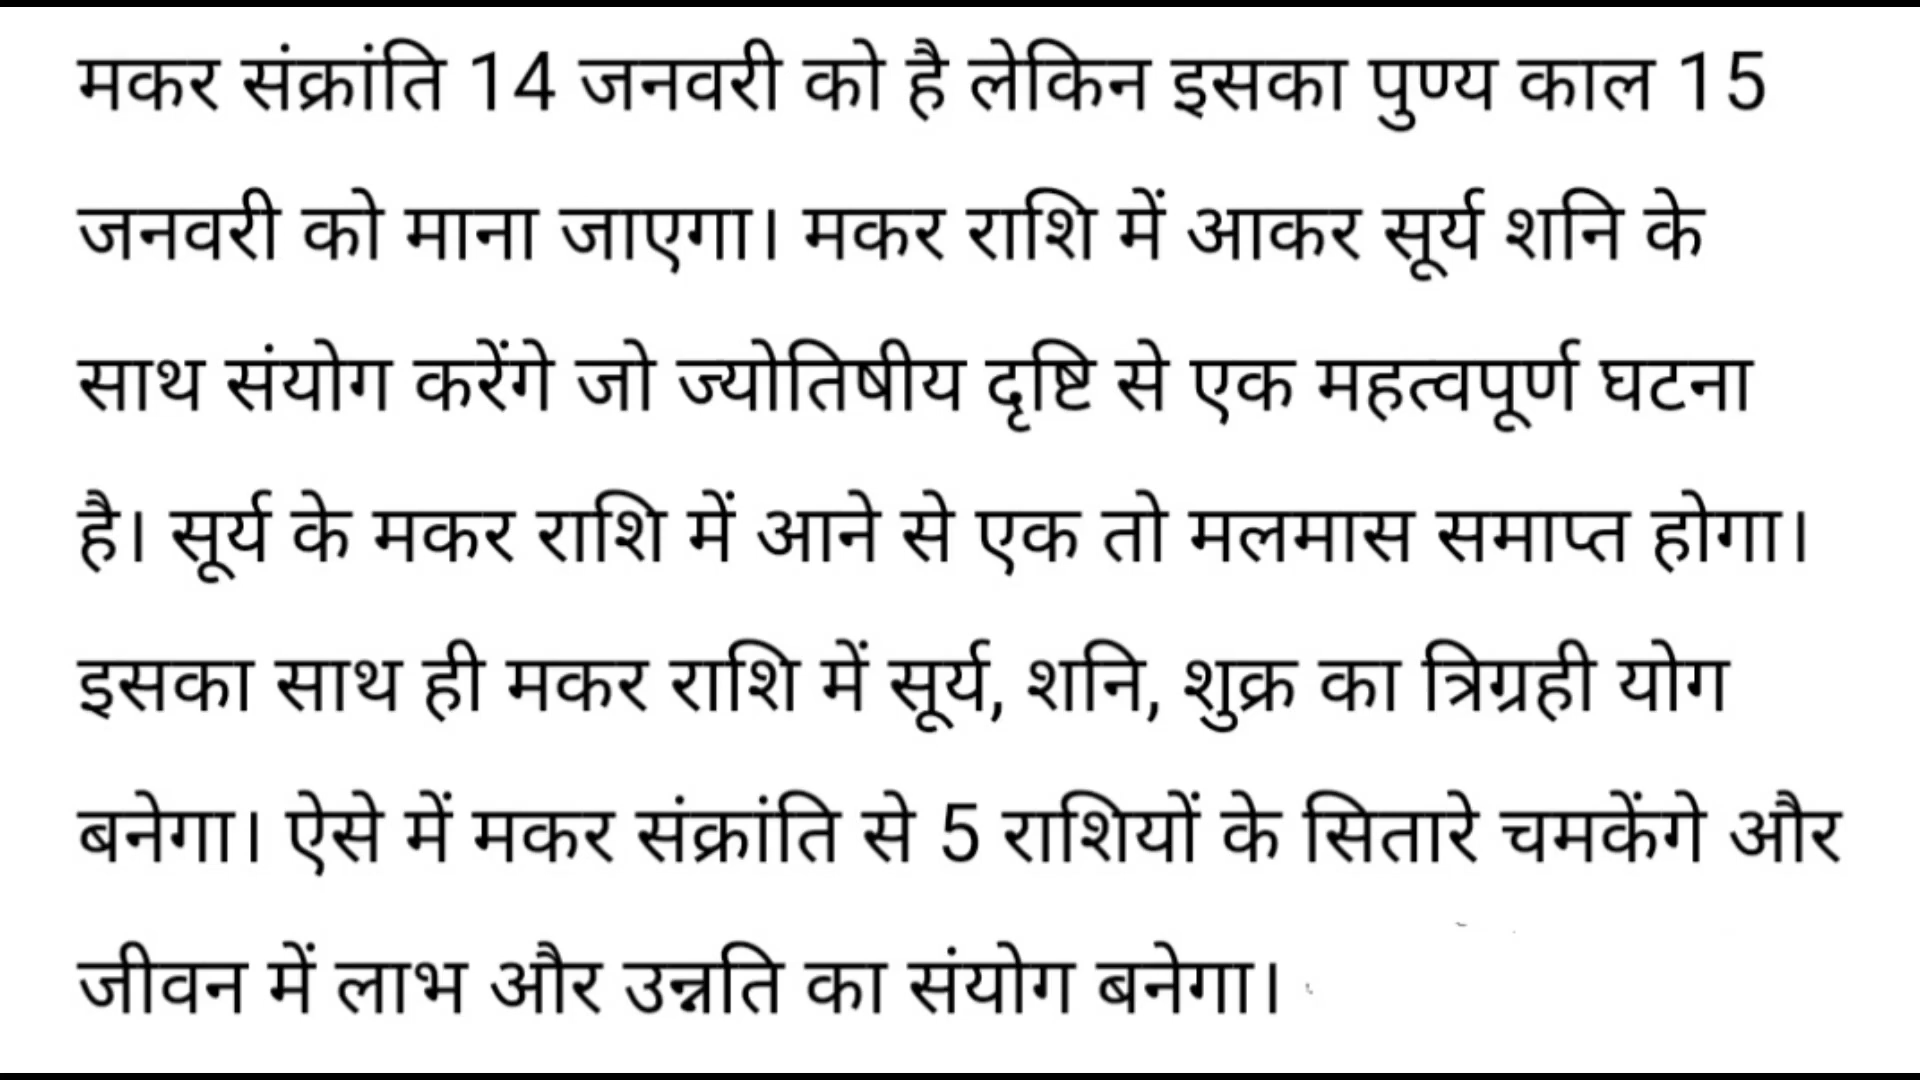 मकर संक्रांति 14 जनवरी को है लेकिन इसका पुण्य काल 15
जनवरी को माना जाएगा। मकर राशि में आकर सूर्य शनि के
साथ संयोग करेंगे जो ज्योतिषीय दृष्टि से एक महत्वपूर्ण घटना
है। सूर्य के मकर राशि में आने से एक तो मलमास समाप्त होगा।
इसका साथ ही मकर राशि में सूर्य, शनि, शुक्र का त्रिग्रही योग
बनेगा। ऐसे में मकर संक्रांति से 5 राशियों के सितारे चमकेंगे और
जीवन में लाभ और उन्नति का संयोग बनेगा।